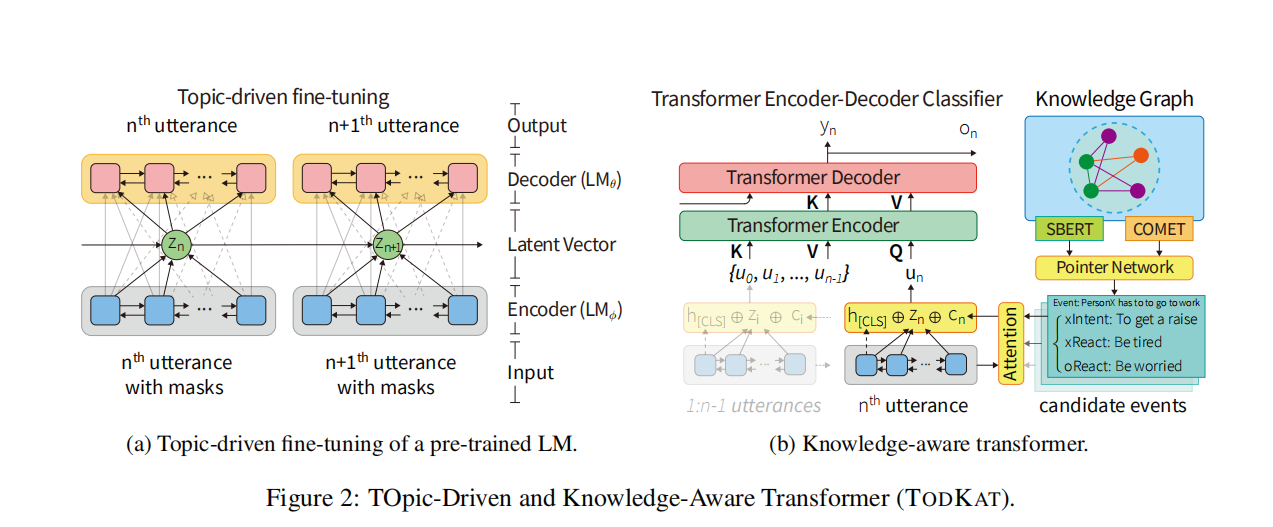 Topic-driven fine-tuning
nth utterance
n+1th utterance
Output
Decoder (LMθ)
...
...
zn
zn+1
Latent Vector
Encoder (LMϕ)
...
...
nth utterance
with masks
n+1th utterance
with masks
Input
(a) Topic-driven fine-tuning of a pre-trained LM.
Transformer Encoder-Decoder Classifier
yn
on
Transformer Decoder
K
V
Transformer Encoder
K
V
Q
{u0, u1, ..., un-1}
un
h[CLS] ⊕ zi ⊕ ci
h[CLS] ⊕ zn ⊕ cn
...
...
1:n-1 utterances
nth utterance
Attention
Knowledge Graph
SBERT
COMET
Pointer Network
Event: PersonX has to go to work
xIntent: To get a raise
xReact: Be tired
oReact: Be worried
candidate events
(b) Knowledge-aware transformer.
Figure 2: TOpic-Driven and Knowledge-Aware Transformer (TODKAT).